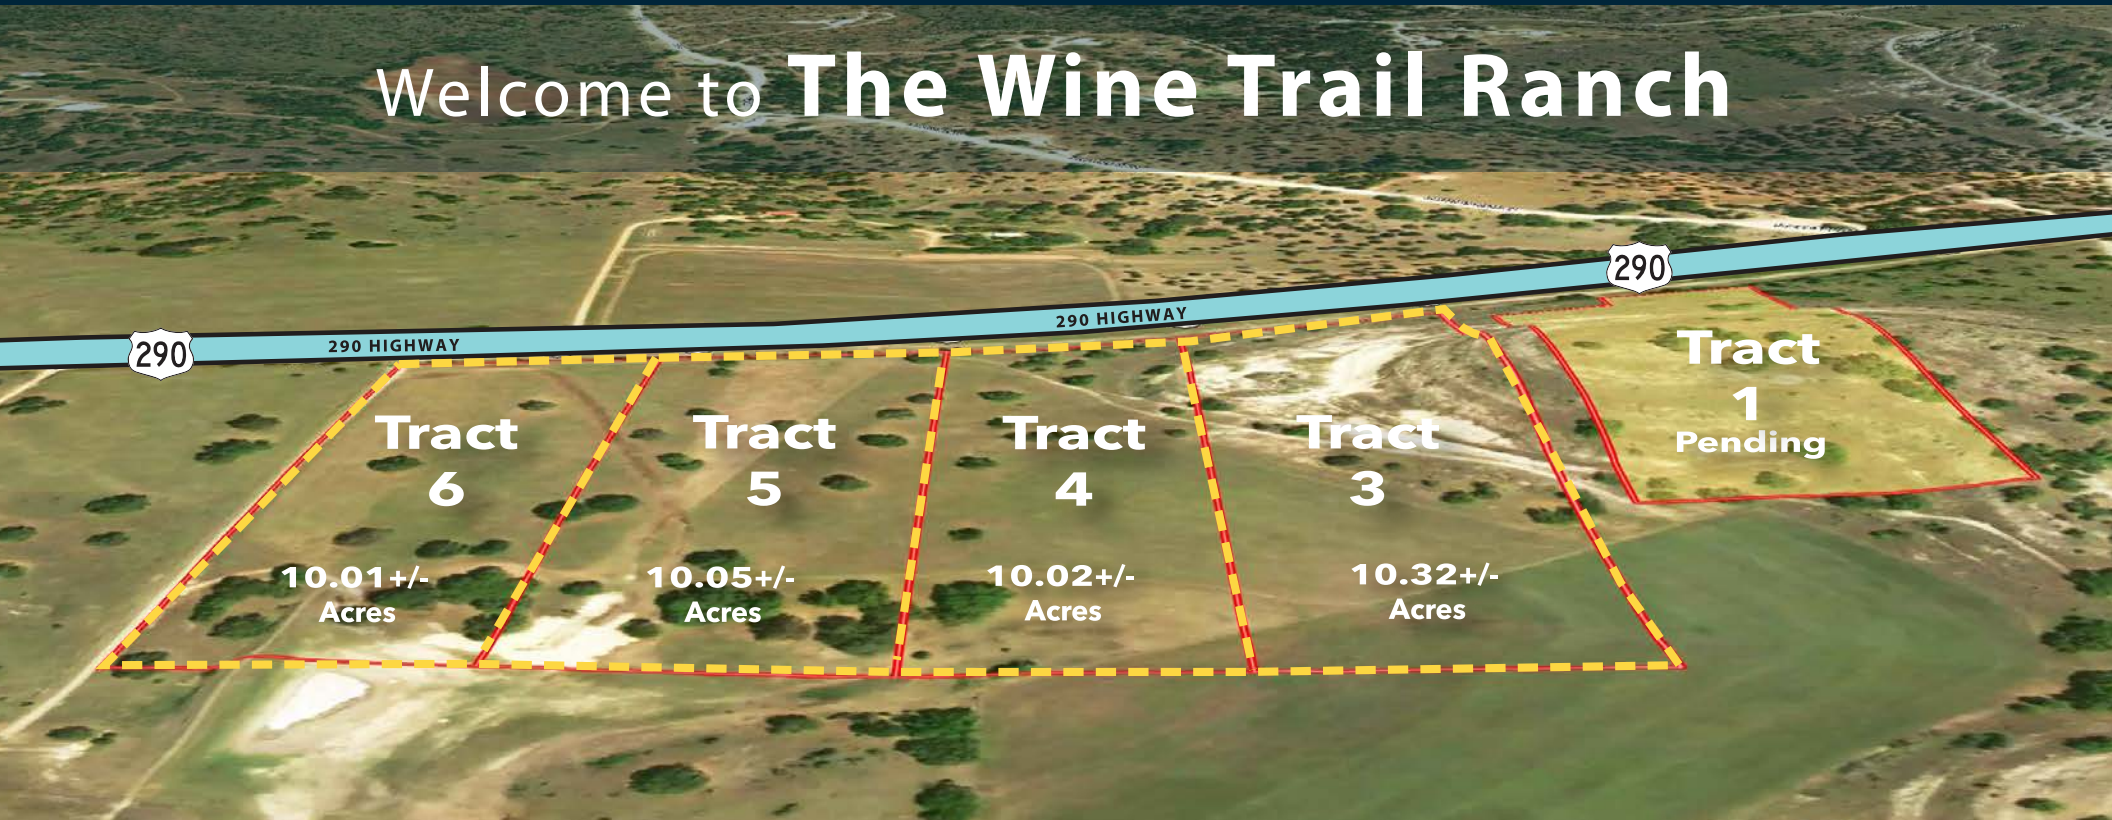 Welcome to The Wine Trail Ranch
290
290 HIGHWAY
290 HIGHWAY
290
Tract
6
10.01+/-
Acres
Tract
5
10.05+/-
Acres
Tract
4
10.02+/-
Acres
Tract
3
10.32+/-
Acres
Tract
1
Pending